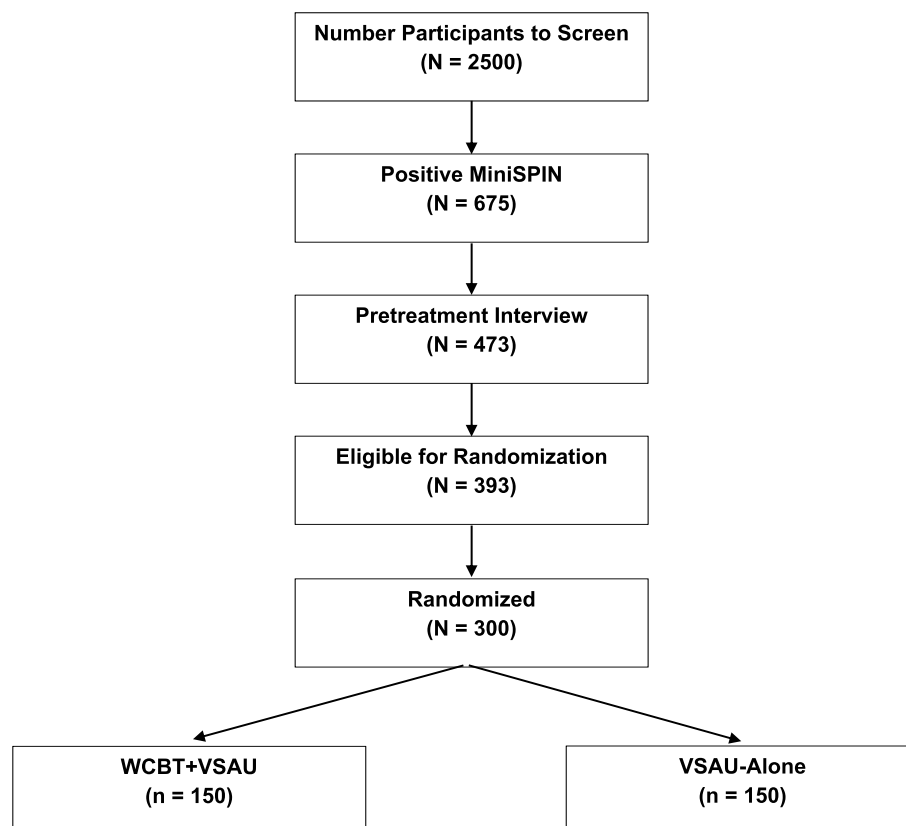 Number Participants to Screen
(N = 2500)
Positive MiniSPIN
(N = 675)
Pretreatment Interview
(N = 473)
Eligible for Randomization
(N = 393)
Randomized
(N = 300)
WCBT+VSAU
(n = 150)
VSAU-Alone
(n = 150)